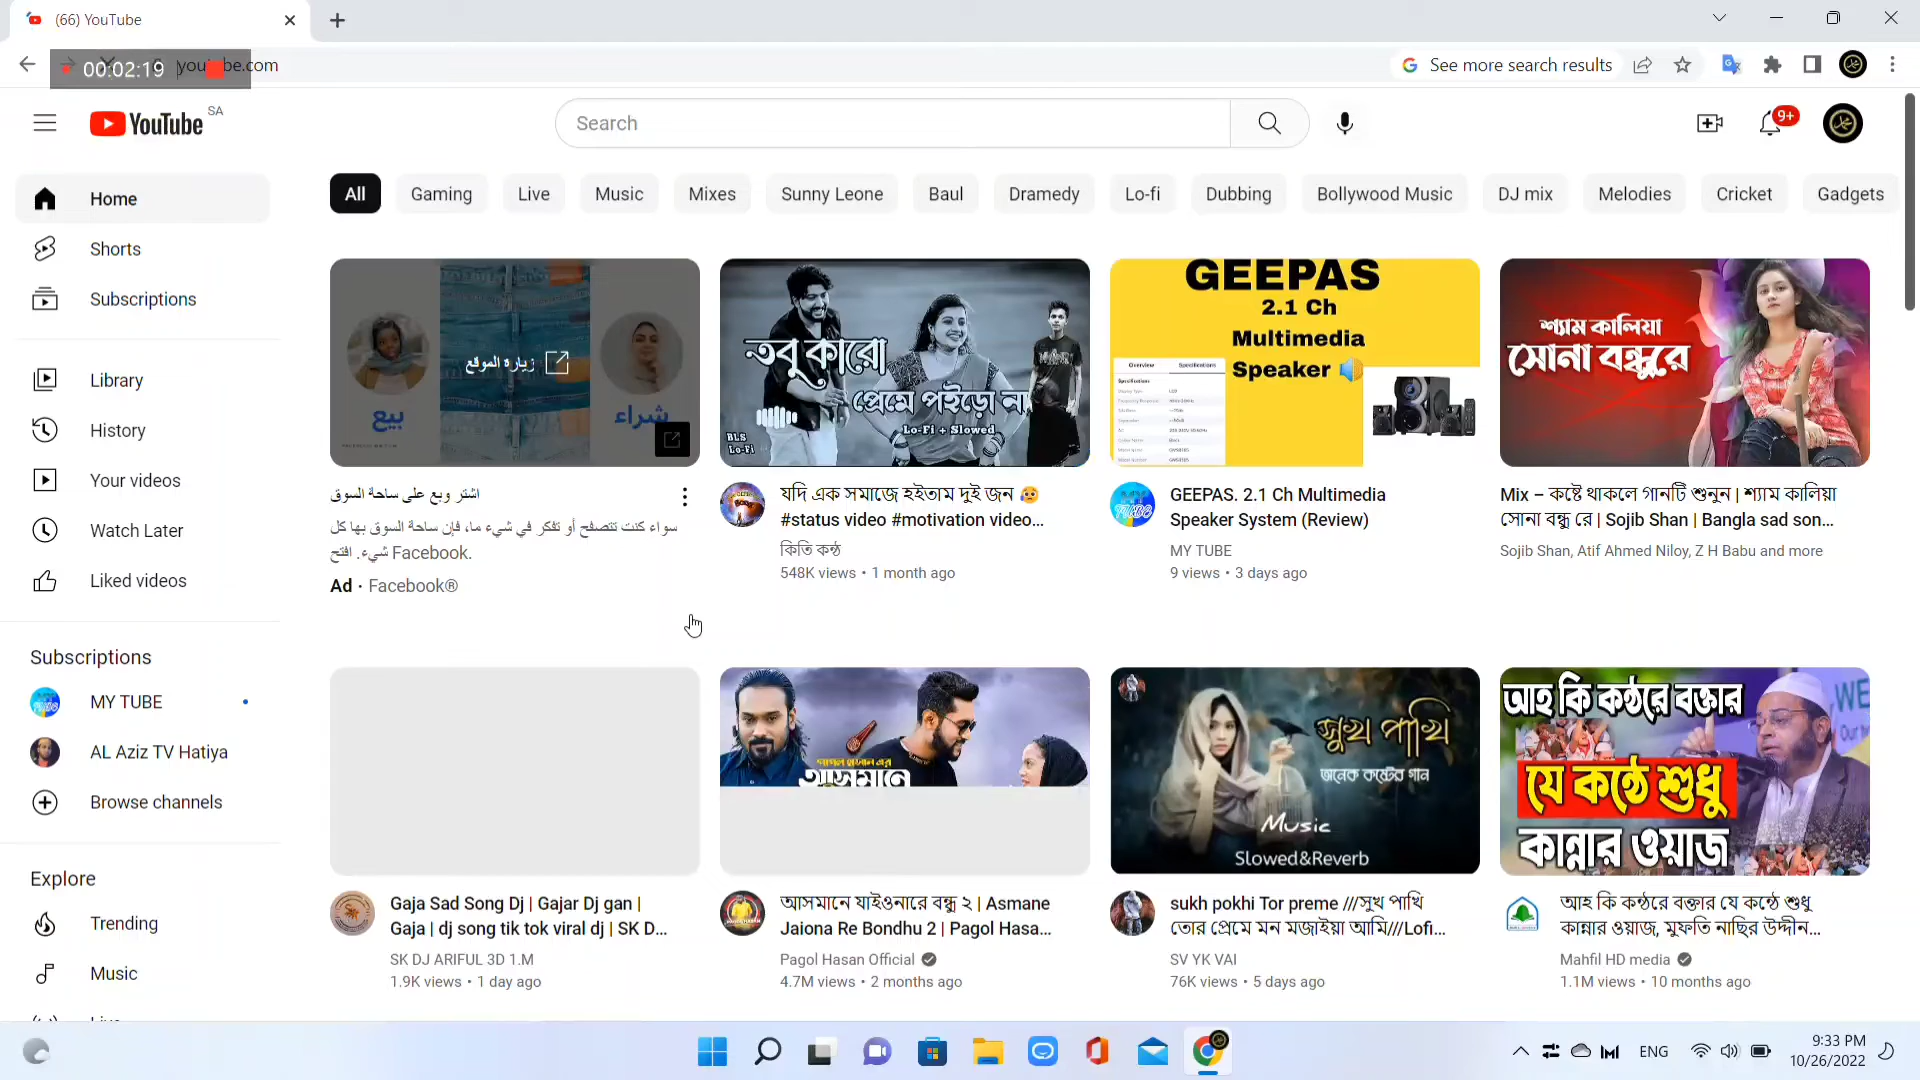 (66) YouTube
00:02:19
youtube.com
See more search results
YouTube SA
Search
9+
Home
Shorts
Subscriptions
Library
History
Your videos
Watch Later
Liked videos
Subscriptions
MY TUBE
AL Aziz TV Hatiya
Browse channels
Explore
Trending
Music
All
Gaming
Live
Music
Mixes
Sunny Leone
Baul
Dramedy
Lo-fi
Dubbing
Bollywood Music
DJ mix
Melodies
Cricket
Gadgets
زيارة الموقع
بيع
شراء
اشتر وبع على ساحة السوق
سواء كنت تتصفح أو تفكر في شيء ما، فإن ساحة السوق بها كل
شيء. افتح Facebook.
Ad · Facebook®
তবু কারো
প্রেমে পইড়ো না
Lo-Fi + Slowed
BLS
Lo-Fi
যদি এক সমাজে হইতাম দুই জন 😥
#status video #motivation video...
কিতি কন্ঠ
548K views • 1 month ago
GEEPAS
2.1 Ch
Multimedia
Speaker 🔊
Overview
Specifications
Specifications
GEEPAS. 2.1 Ch Multimedia
Speaker System (Review)
MY TUBE
9 views • 3 days ago
শ্যাম কালিয়া
সোনা বন্ধুরে
Mix – কষ্টে থাকলে গানটি শুনুন | শ্যাম কালিয়া
সোনা বন্ধু রে | Sojib Shan | Bangla sad son...
Sojib Shan, Atif Ahmed Niloy, Z H Babu and more
Gaja Sad Song Dj | Gajar Dj gan |
Gaja | dj song tik tok viral dj | SK D...
SK DJ ARIFUL 3D 1.M
1.9K views • 1 day ago
পাগল হাসান এর
আসমানে
আসমানে যাইওনারে বন্ধু ২ | Asmane
Jaiona Re Bondhu 2 | Pagol Hasa...
Pagol Hasan Official
4.7M views • 2 months ago
সুখ পাখি
অনেক কষ্টের গান
Music
Slowed&Reverb
sukh pokhi Tor preme ///সুখ পাখি
তোর প্রেমে মন মজাইয়া আমি///Lofi...
SV YK VAI
76K views • 5 days ago
আহ কি কন্ঠরে বক্তার
WE
Our
যে কন্ঠে শুধু
কান্নার ওয়াজ
আহ কি কন্ঠরে বক্তার যে কন্ঠে শুধু
কান্নার ওয়াজ, মুফতি নাছির উদ্দীন...
Mahfil HD media
1.1M views • 10 months ago
ENG
9:33 PM
10/26/2022